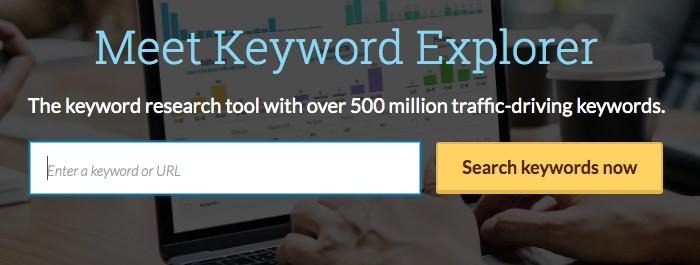 Meet Keyword Explorer
The keyword research tool with over 500 million traffic-driving keywords.
Enter a keyword or URL
Search keywords now